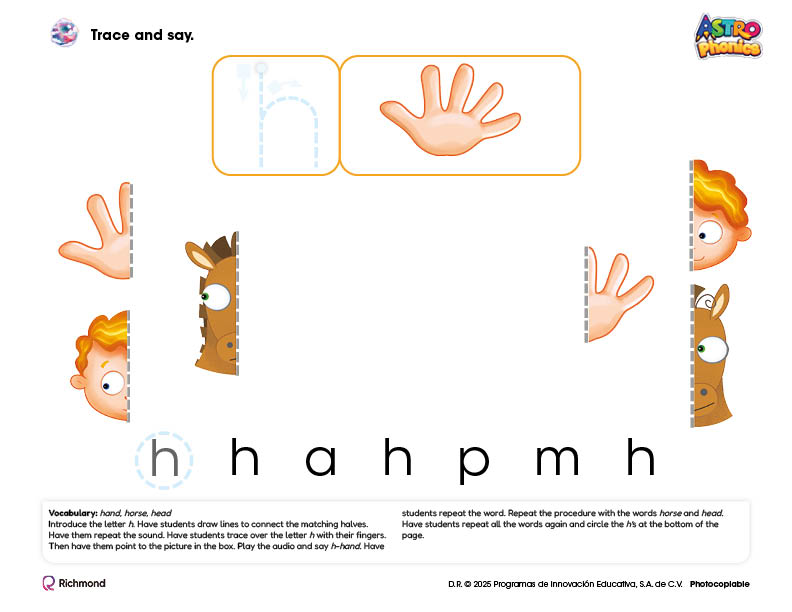 Trace and say.
ASTRO
Phonics
h
h h a h p m h
Vocabulary: hand, horse, head
Introduce the letter h. Have students draw lines to connect the matching halves.
Have them repeat the sound. Have students trace over the letter h with their fingers.
Then have them point to the picture in the box. Play the audio and say h-hand. Have
students repeat the word. Repeat the procedure with the words horse and head.
Have students repeat all the words again and circle the h's at the bottom of the
page.
Richmond
D.R. © 2025 Programas de Innovación Educativa, S.A. de C.V. Photocopiable